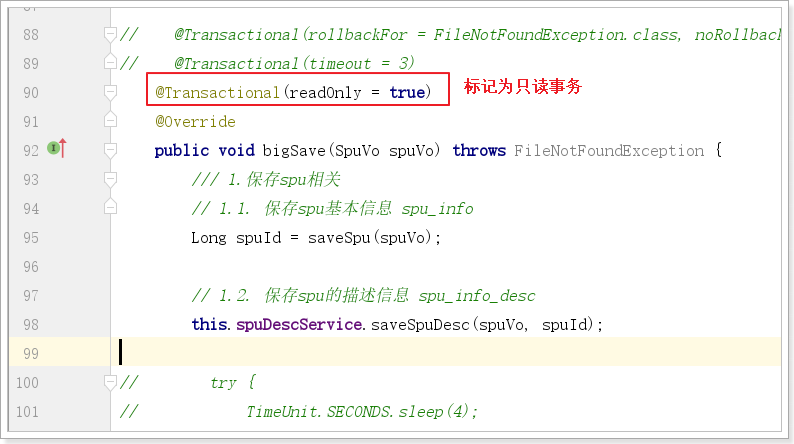 88 //    @Transactional(rollbackFor = FileNotFoundException.class, noRollback
89 //    @Transactional(timeout = 3)
90 @Transactional(readOnly = true) 标记为只读事务
91 @Override
92 public void bigSave(SpuVo spuVo) throws FileNotFoundException {
93 /// 1.保存spu相关
94 // 1.1. 保存spu基本信息 spu_info
95 Long spuId = saveSpu(spuVo);
96
97 // 1.2. 保存spu的描述信息 spu_info_desc
98 this.spuDescService.saveSpuDesc(spuVo, spuId);
99
100 //        try {
101 //            TimeUnit.SECONDS.sleep(4);